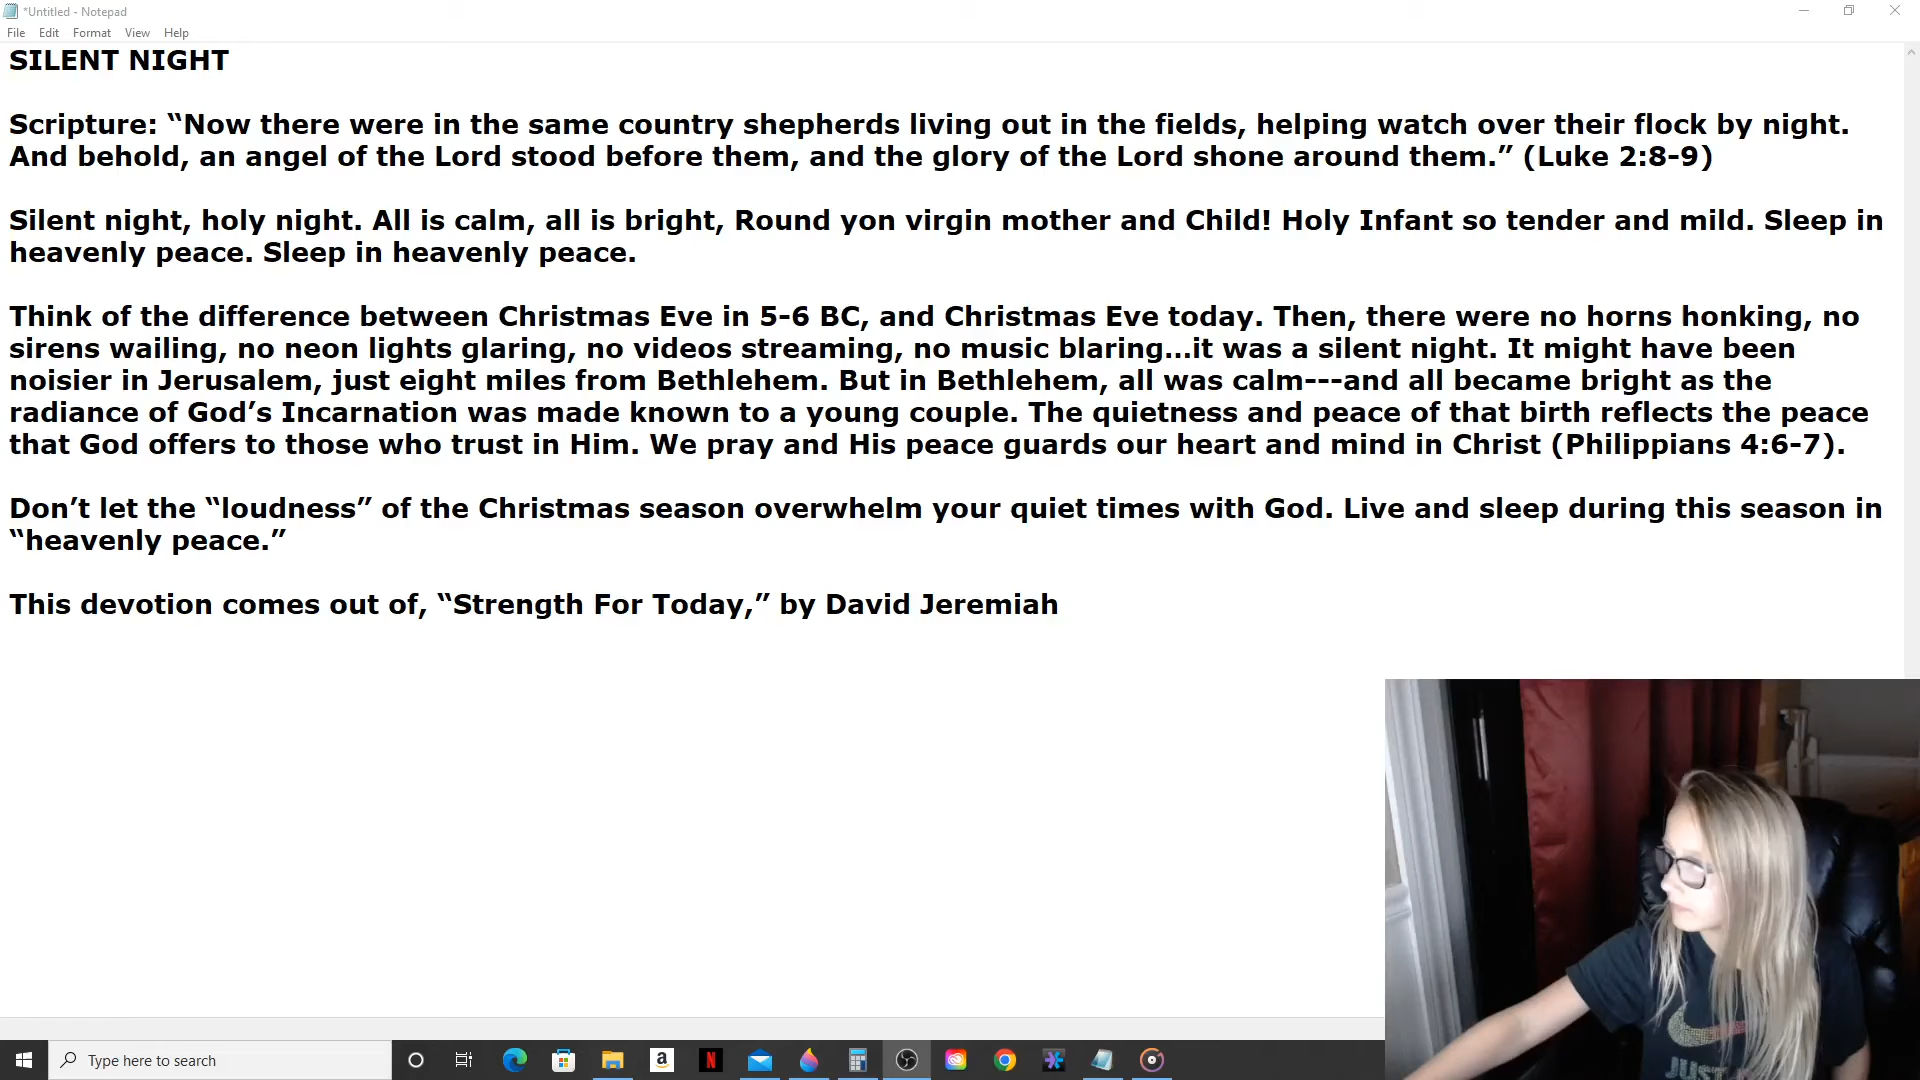 *Untitled - Notepad
File Edit Format View Help
SILENT NIGHT
Scripture: “Now there were in the same country shepherds living out in the fields, helping watch over their flock by night.
And behold, an angel of the Lord stood before them, and the glory of the Lord shone around them.” (Luke 2:8-9)
Silent night, holy night. All is calm, all is bright, Round yon virgin mother and Child! Holy Infant so tender and mild. Sleep in
heavenly peace. Sleep in heavenly peace.
Think of the difference between Christmas Eve in 5-6 BC, and Christmas Eve today. Then, there were no horns honking, no
sirens wailing, no neon lights glaring, no videos streaming, no music blaring…it was a silent night. It might have been
noisier in Jerusalem, just eight miles from Bethlehem. But in Bethlehem, all was calm---and all became bright as the
radiance of God’s Incarnation was made known to a young couple. The quietness and peace of that birth reflects the peace
that God offers to those who trust in Him. We pray and His peace guards our heart and mind in Christ (Philippians 4:6-7).
Don’t let the “loudness” of the Christmas season overwhelm your quiet times with God. Live and sleep during this season in
“heavenly peace.”
This devotion comes out of, “Strength For Today,” by David Jeremiah
JUST
Type here to search